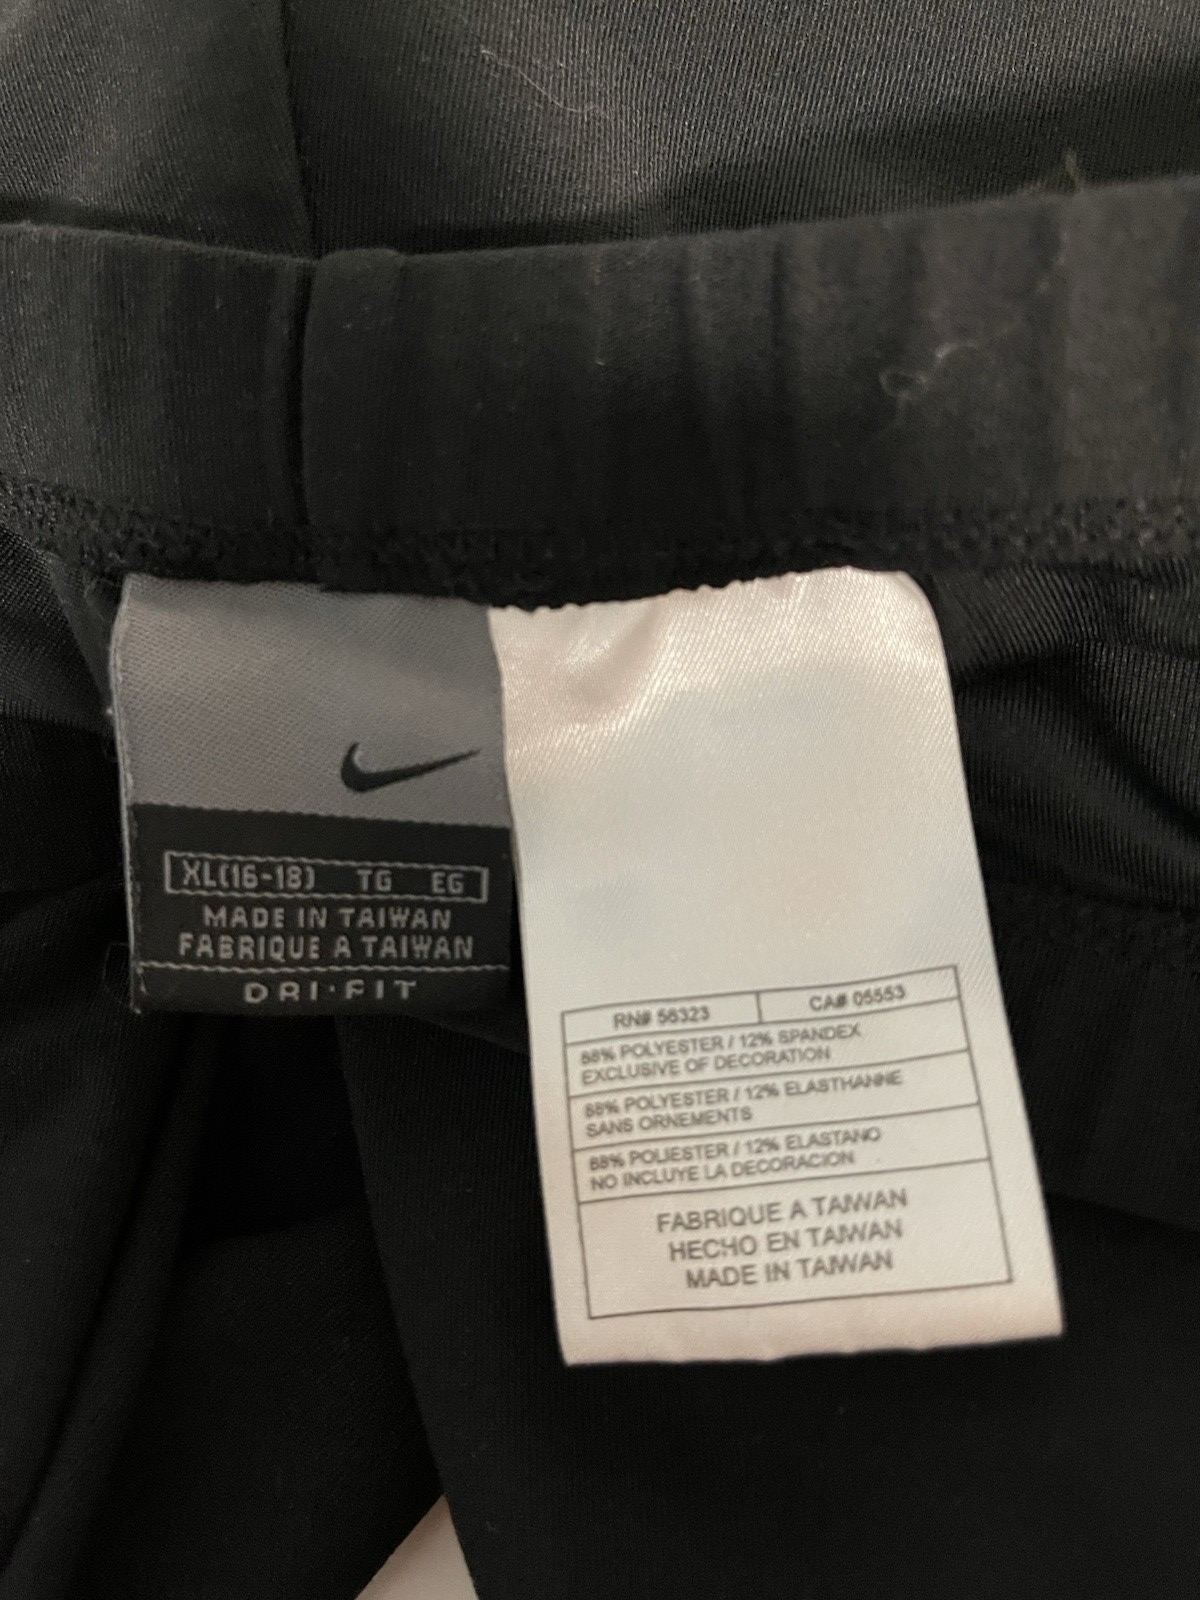 XL(16-18) TG EG
MADE IN TAIWAN
FABRIQUE A TAIWAN
DRI·FIT
RN# 56323 CA# 05553
88% POLYESTER / 12% SPANDEX
EXCLUSIVE OF DECORATION
88% POLYESTER / 12% ELASTHANNE
SANS ORNEMENTS
88% POLIESTER / 12% ELASTANO
NO INCLUYE LA DECORACION
FABRIQUE A TAIWAN
HECHO EN TAIWAN
MADE IN TAIWAN